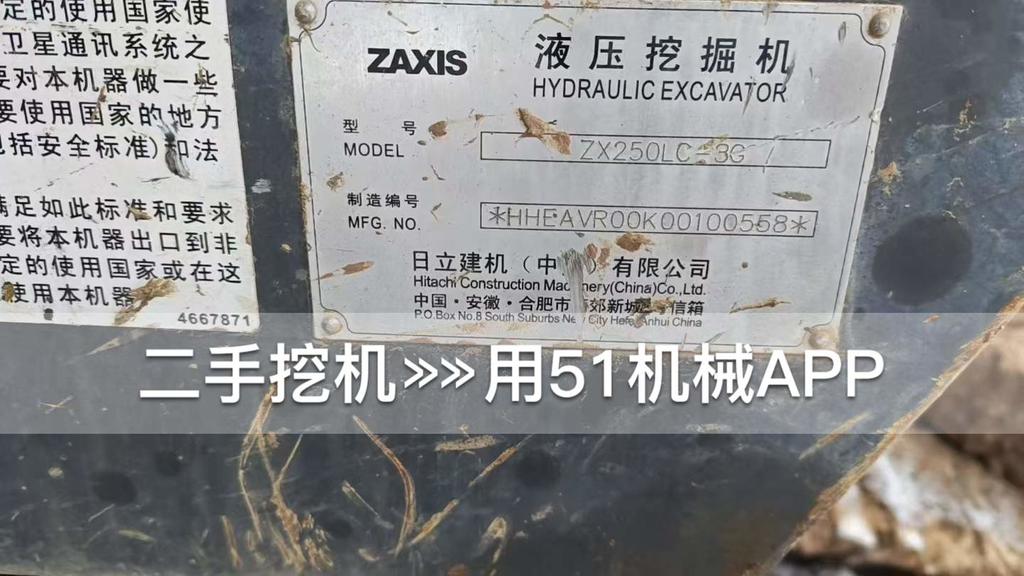 定的使用国家使
卫星通讯系统之
要对本机器做一些
要使用国家的地方
包括安全标准)和法
满足如此标准和要求
要将本机器出口到非
定的使用国家或在这
使用本机器
4667871
ZAXIS
液压挖掘机
HYDRAULIC EXCAVATOR
型 号
MODEL
ZX250LC-3G
制造编号
MFG. NO.
*HHEAVR00K00100558*
日立建机(中 )有限公司
Hitachi Construction Machinery(China)Co.,Ltd.
中国·安徽·合肥市 郊新城 信箱
P.O.Box No.8 South Suburbs New City Hefei Anhui China
二手挖机»»用51机械APP